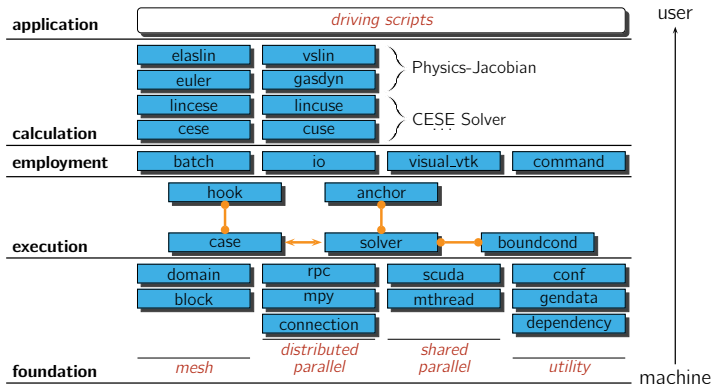 user
application
driving scripts
elaslin
vslin
euler
gasdyn
Physics-Jacobian
lincese
lincuse
cese
cuse
CESE Solver
...
calculation
employment
batch
io
visual_vtk
command
hook
anchor
execution
case
solver
boundcond
domain
rpc
scuda
conf
block
mpy
mthread
gendata
connection
dependency
foundation
mesh
distributed
parallel
shared
parallel
utility
machine